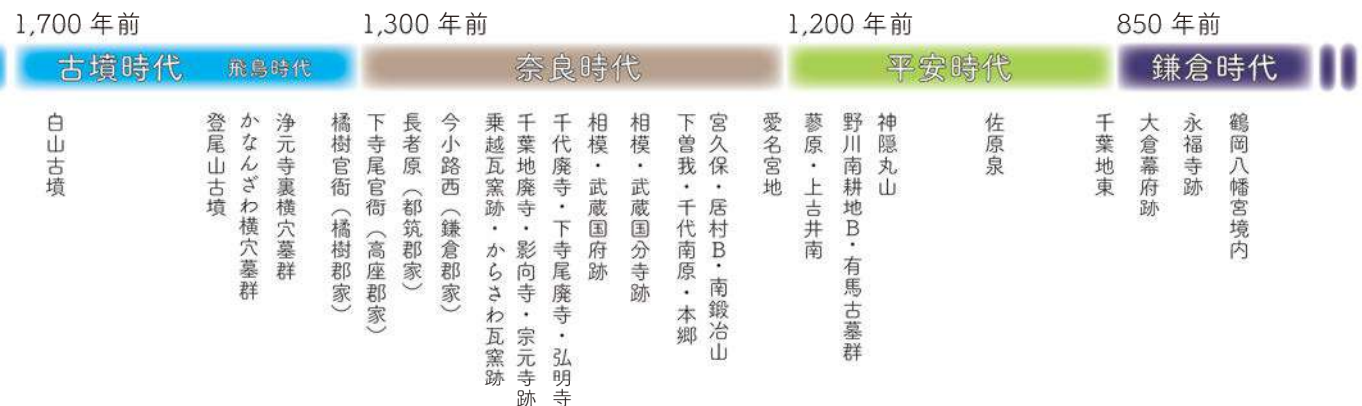 1,700 年前
1,300 年前
1,200 年前
850 年前
古墳時代
飛鳥時代
奈良時代
平安時代
鎌倉時代
白山古墳
登尾山古墳
かなんざわ横穴墓群
浄元寺裏横穴墓群
橘樹官衙（橘樹郡家）
下寺尾官衙（高座郡家）
長者原（都筑郡家）
今小路西（鎌倉郡家）
乗越瓦窯跡・からさわ瓦窯跡
千葉地廃寺・影向寺・宗元寺跡
千代廃寺・下寺尾廃寺・弘明寺
相模・武蔵国府跡
相模・武蔵国分寺跡
下曽我・千代南原・本郷
宮久保・居村B・南鍛冶山
愛名宮地
蓼原・上吉井南
野川南耕地B・有馬古墓群
神隠丸山
佐原泉
千葉地東
大倉幕府跡
永福寺跡
鶴岡八幡宮境内